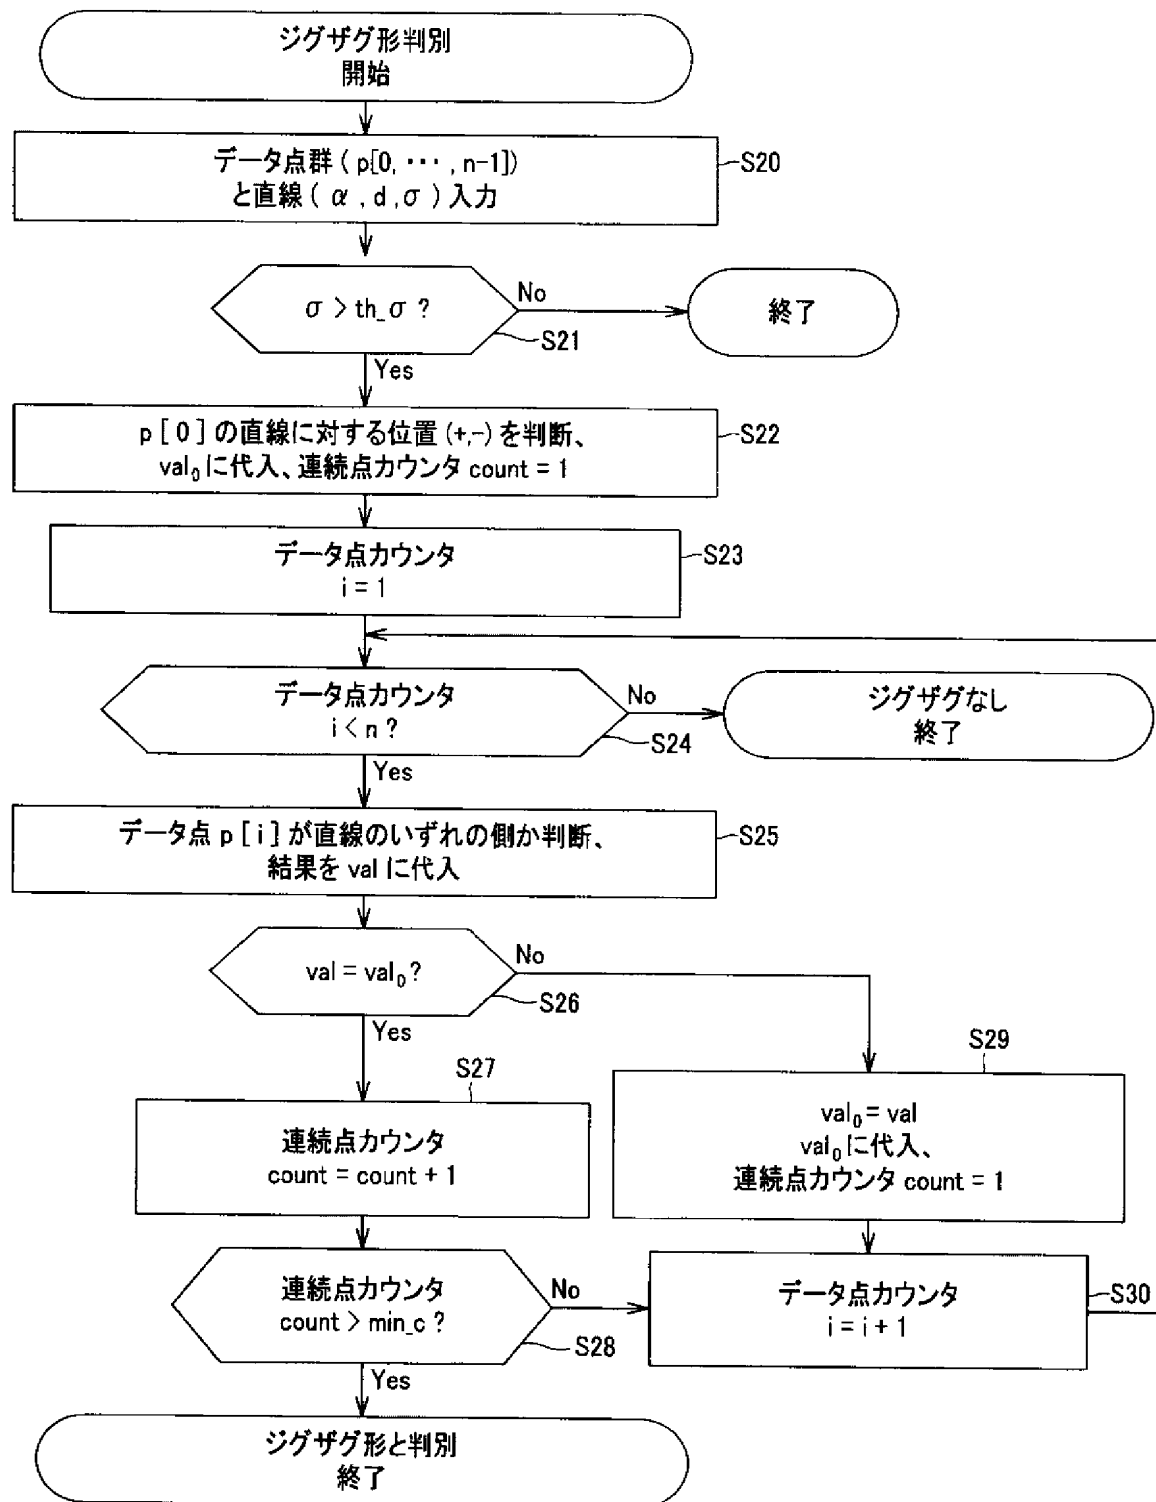 ジグザグ形判別
開始
データ点群 ( p[0, ・・・ , n-1])
と直線 ( α , d , σ ) 入力
S20
σ > th_σ ?
No
S21
終了
Yes
p [ 0 ] の直線に対する位置 (+,-) を判断、
val₀ に代入、連続点カウンタ count = 1
S22
データ点カウンタ
i = 1
S23
データ点カウンタ
i < n ?
No
S24
ジグザグなし
終了
Yes
データ点 p [ i ] が直線のいずれの側か判断、
結果を val に代入
S25
val = val₀ ?
No
S26
Yes
S27
連続点カウンタ
count = count + 1
S29
val₀ = val
val₀ に代入、
連続点カウンタ count = 1
連続点カウンタ
count > min_c ?
No
S28
データ点カウンタ
i = i + 1
S30
Yes
ジグザグ形と判別
終了